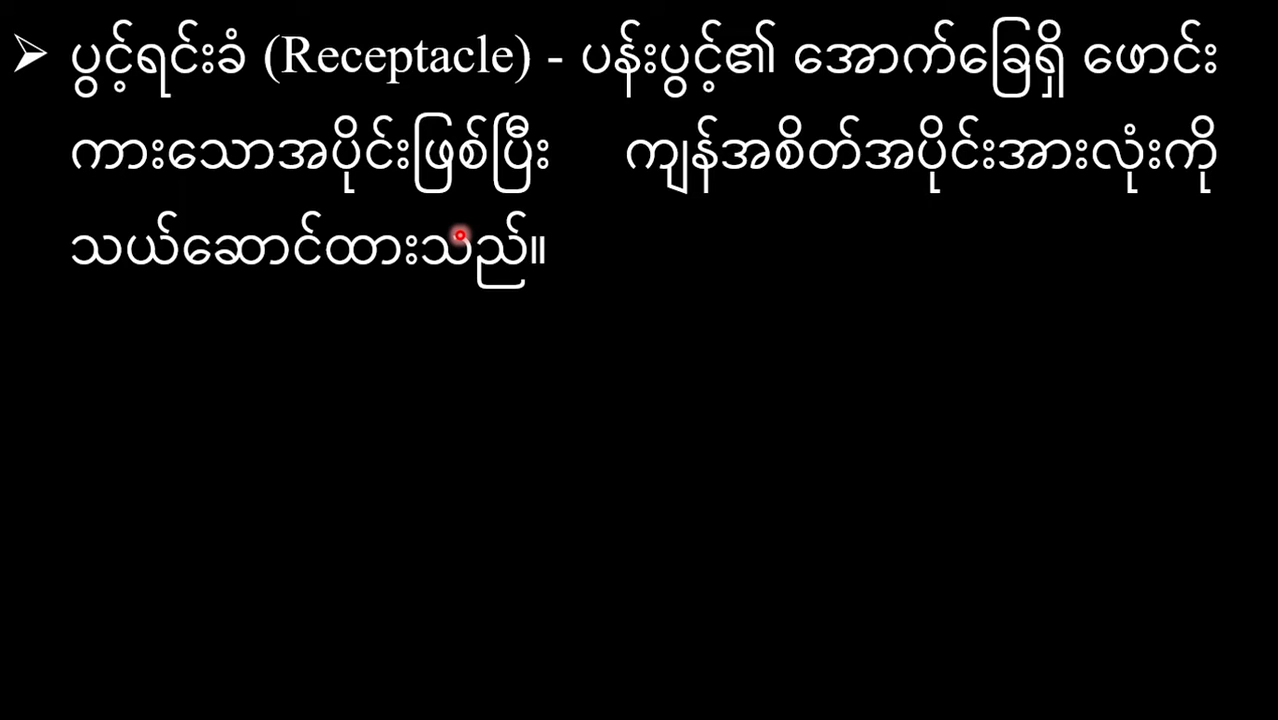 ➢ ပွင့်ရင်းခံ (Receptacle) - ပန်းပွင့်၏ အောက်ခြေရှိ ဖောင်း
ကားသောအပိုင်းဖြစ်ပြီး ကျန်အစိတ်အပိုင်းအားလုံးကို
သယ်ဆောင်ထားသည်။